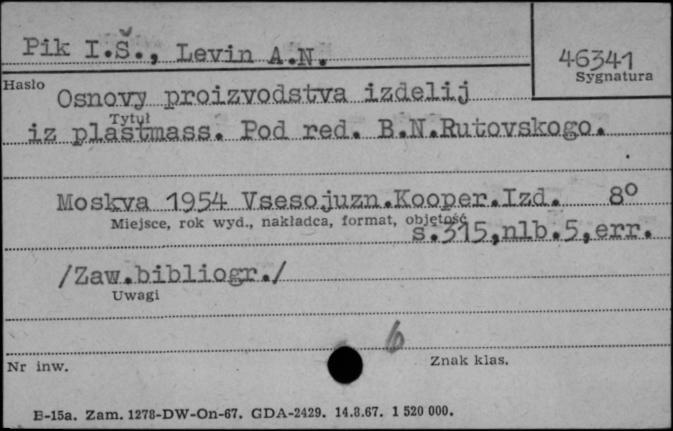 Pik I.Š., Levin A.N.
46341
Sygnatura
Hasło
Osnovy proizvodstva izdelij
Tytuł
iz plastmass. Pod red. B.N.Rutovskogo.
Moskva 1954 Vsesojuzn.Kooper.Izd. 8°
Miejsce, rok wyd., nakładca, format, objętość
s.315,nlb.5,err.
/Zaw.bibliogr./
Uwagi
6
Nr inw.
Znak klas.
E-15a. Zam. 1278-DW-On-67. GDA-2429. 14.8.67. 1 520 000.